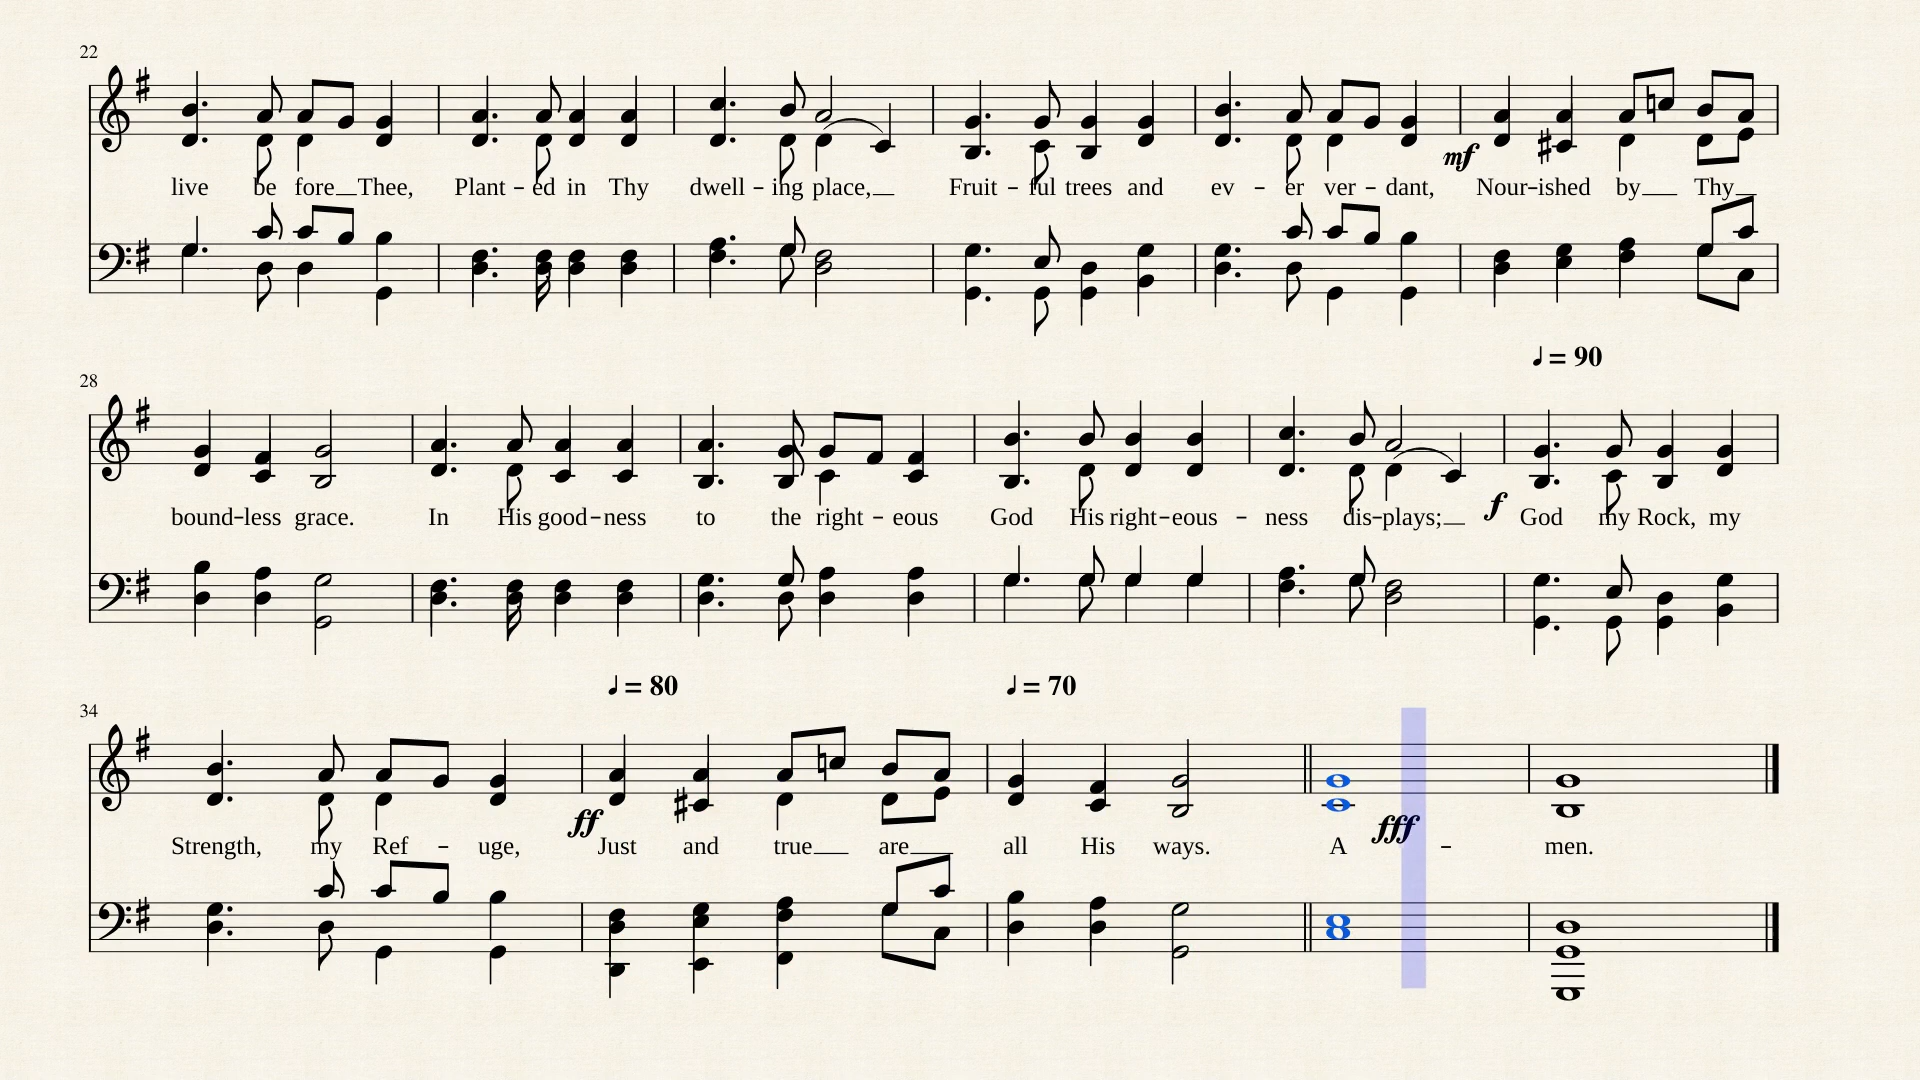 22
mf
live be fore Thee, Plant – ed in Thy dwell – ing place, Fruit – ful trees and ev – er ver – dant, Nour–ished by Thy
♩ = 90
28
f
bound–less grace. In His good–ness to the right – eous God His right–eous – ness dis–plays; God my Rock, my
♩ = 80 ♩ = 70
34
ff fff
Strength, my Ref – uge, Just and true are all His ways. A – men.